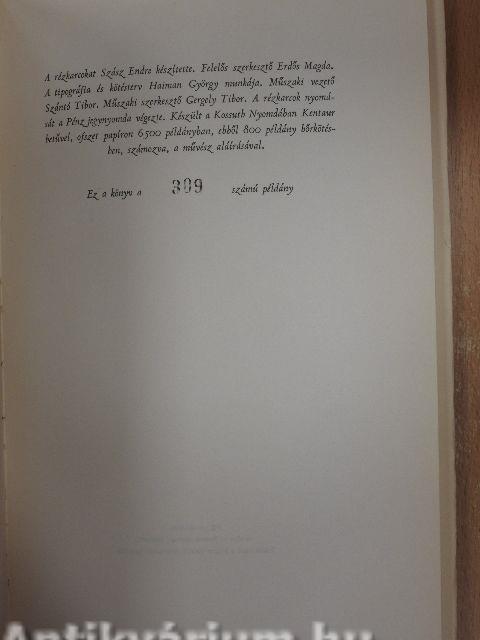 A rézkarcokat Szász Endre készítette. Felelős szerkesztő Erdős Magda.
A tipográfia és kötésterv Haiman György munkája. Műszaki vezető
Szántó Tibor. Műszaki szerkesztő Gergely Tibor. A rézkarcok nyomá-
sát a Pénzjegynyomda végezte. Készült a Kossuth Nyomdában Kentaur
betűvel, ofszet papíron 6500 példányban, ebből 800 példány bőrkötés-
ben, számozva, a művész aláírásával.
Ez a könyv a 309 számú példány
Antikvárium.hu